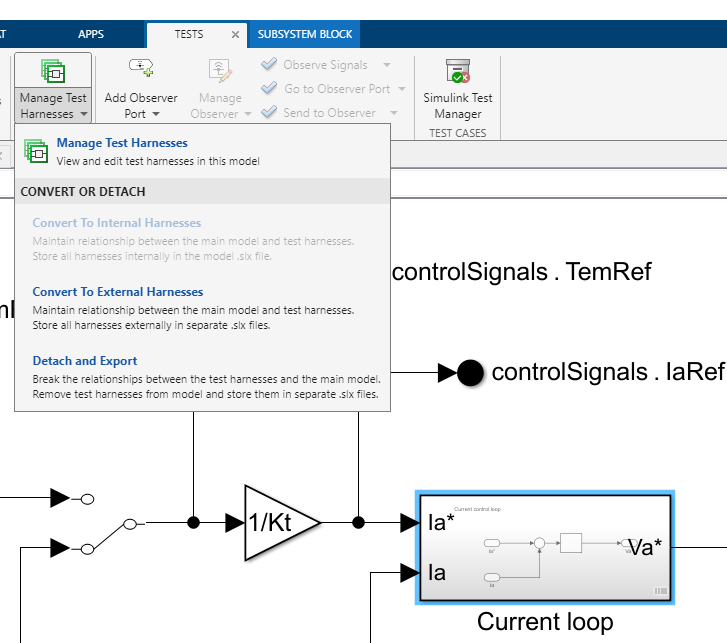 APPS
TESTS
SUBSYSTEM BLOCK
Manage Test
Harnesses
Add Observer
Port
Manage
Observer
Observe Signals
Go to Observer Port
Send to Observer
Simulink Test
Manager
TEST CASES
Manage Test Harnesses
View and edit test harnesses in this model
CONVERT OR DETACH
Convert To Internal Harnesses
Maintain relationship between the main model and test harnesses.
Store all harnesses internally in the model .slx file.
Convert To External Harnesses
Maintain relationship between the main model and test harnesses.
Store all harnesses externally in separate .slx files.
Detach and Export
Break the relationships between the test harnesses and the main model.
Remove test harnesses from model and store them in separate .slx files.
controlSignals . TemRef
controlSignals . IaRef
1/Kt
Current control loop
Ia*
Ia*
Va*
Ia
Ia
Current loop